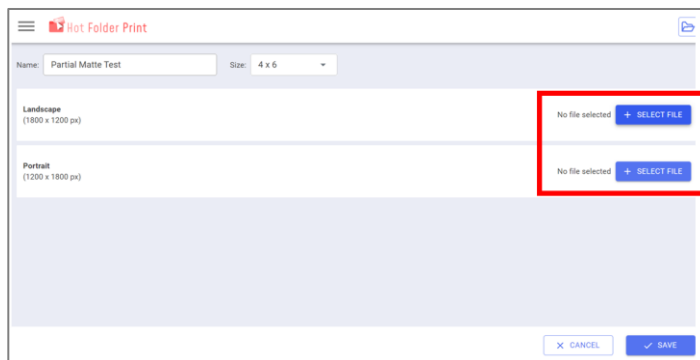 Hot Folder Print
Name: Partial Matte Test Size: 4 x 6
Landscape
(1800 x 1200 px)
No file selected + SELECT FILE
Portrait
(1200 x 1800 px)
No file selected + SELECT FILE
CANCEL SAVE